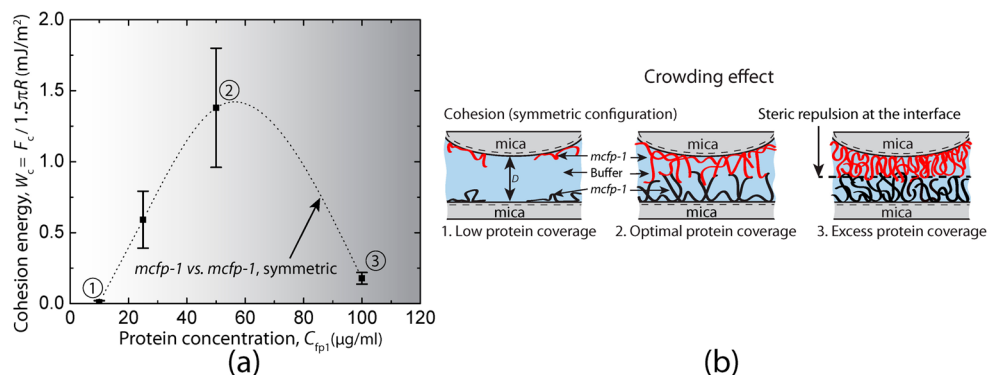 2.0
1.5
1.0
0.5
0.0
Cohesion energy, Wc = Fc / 1.5πR (mJ/m²)
1
2
3
mcfp-1 vs. mcfp-1, symmetric
0 20 40 60 80 100 120
Protein concentration, Cfp1(μg/ml)
(a)
Crowding effect
Cohesion (symmetric configuration)
Steric repulsion at the interface
mica
mica
mica
mcfp-1
Buffer
mcfp-1
D
mica
mica
mica
1. Low protein coverage
2. Optimal protein coverage
3. Excess protein coverage
(b)